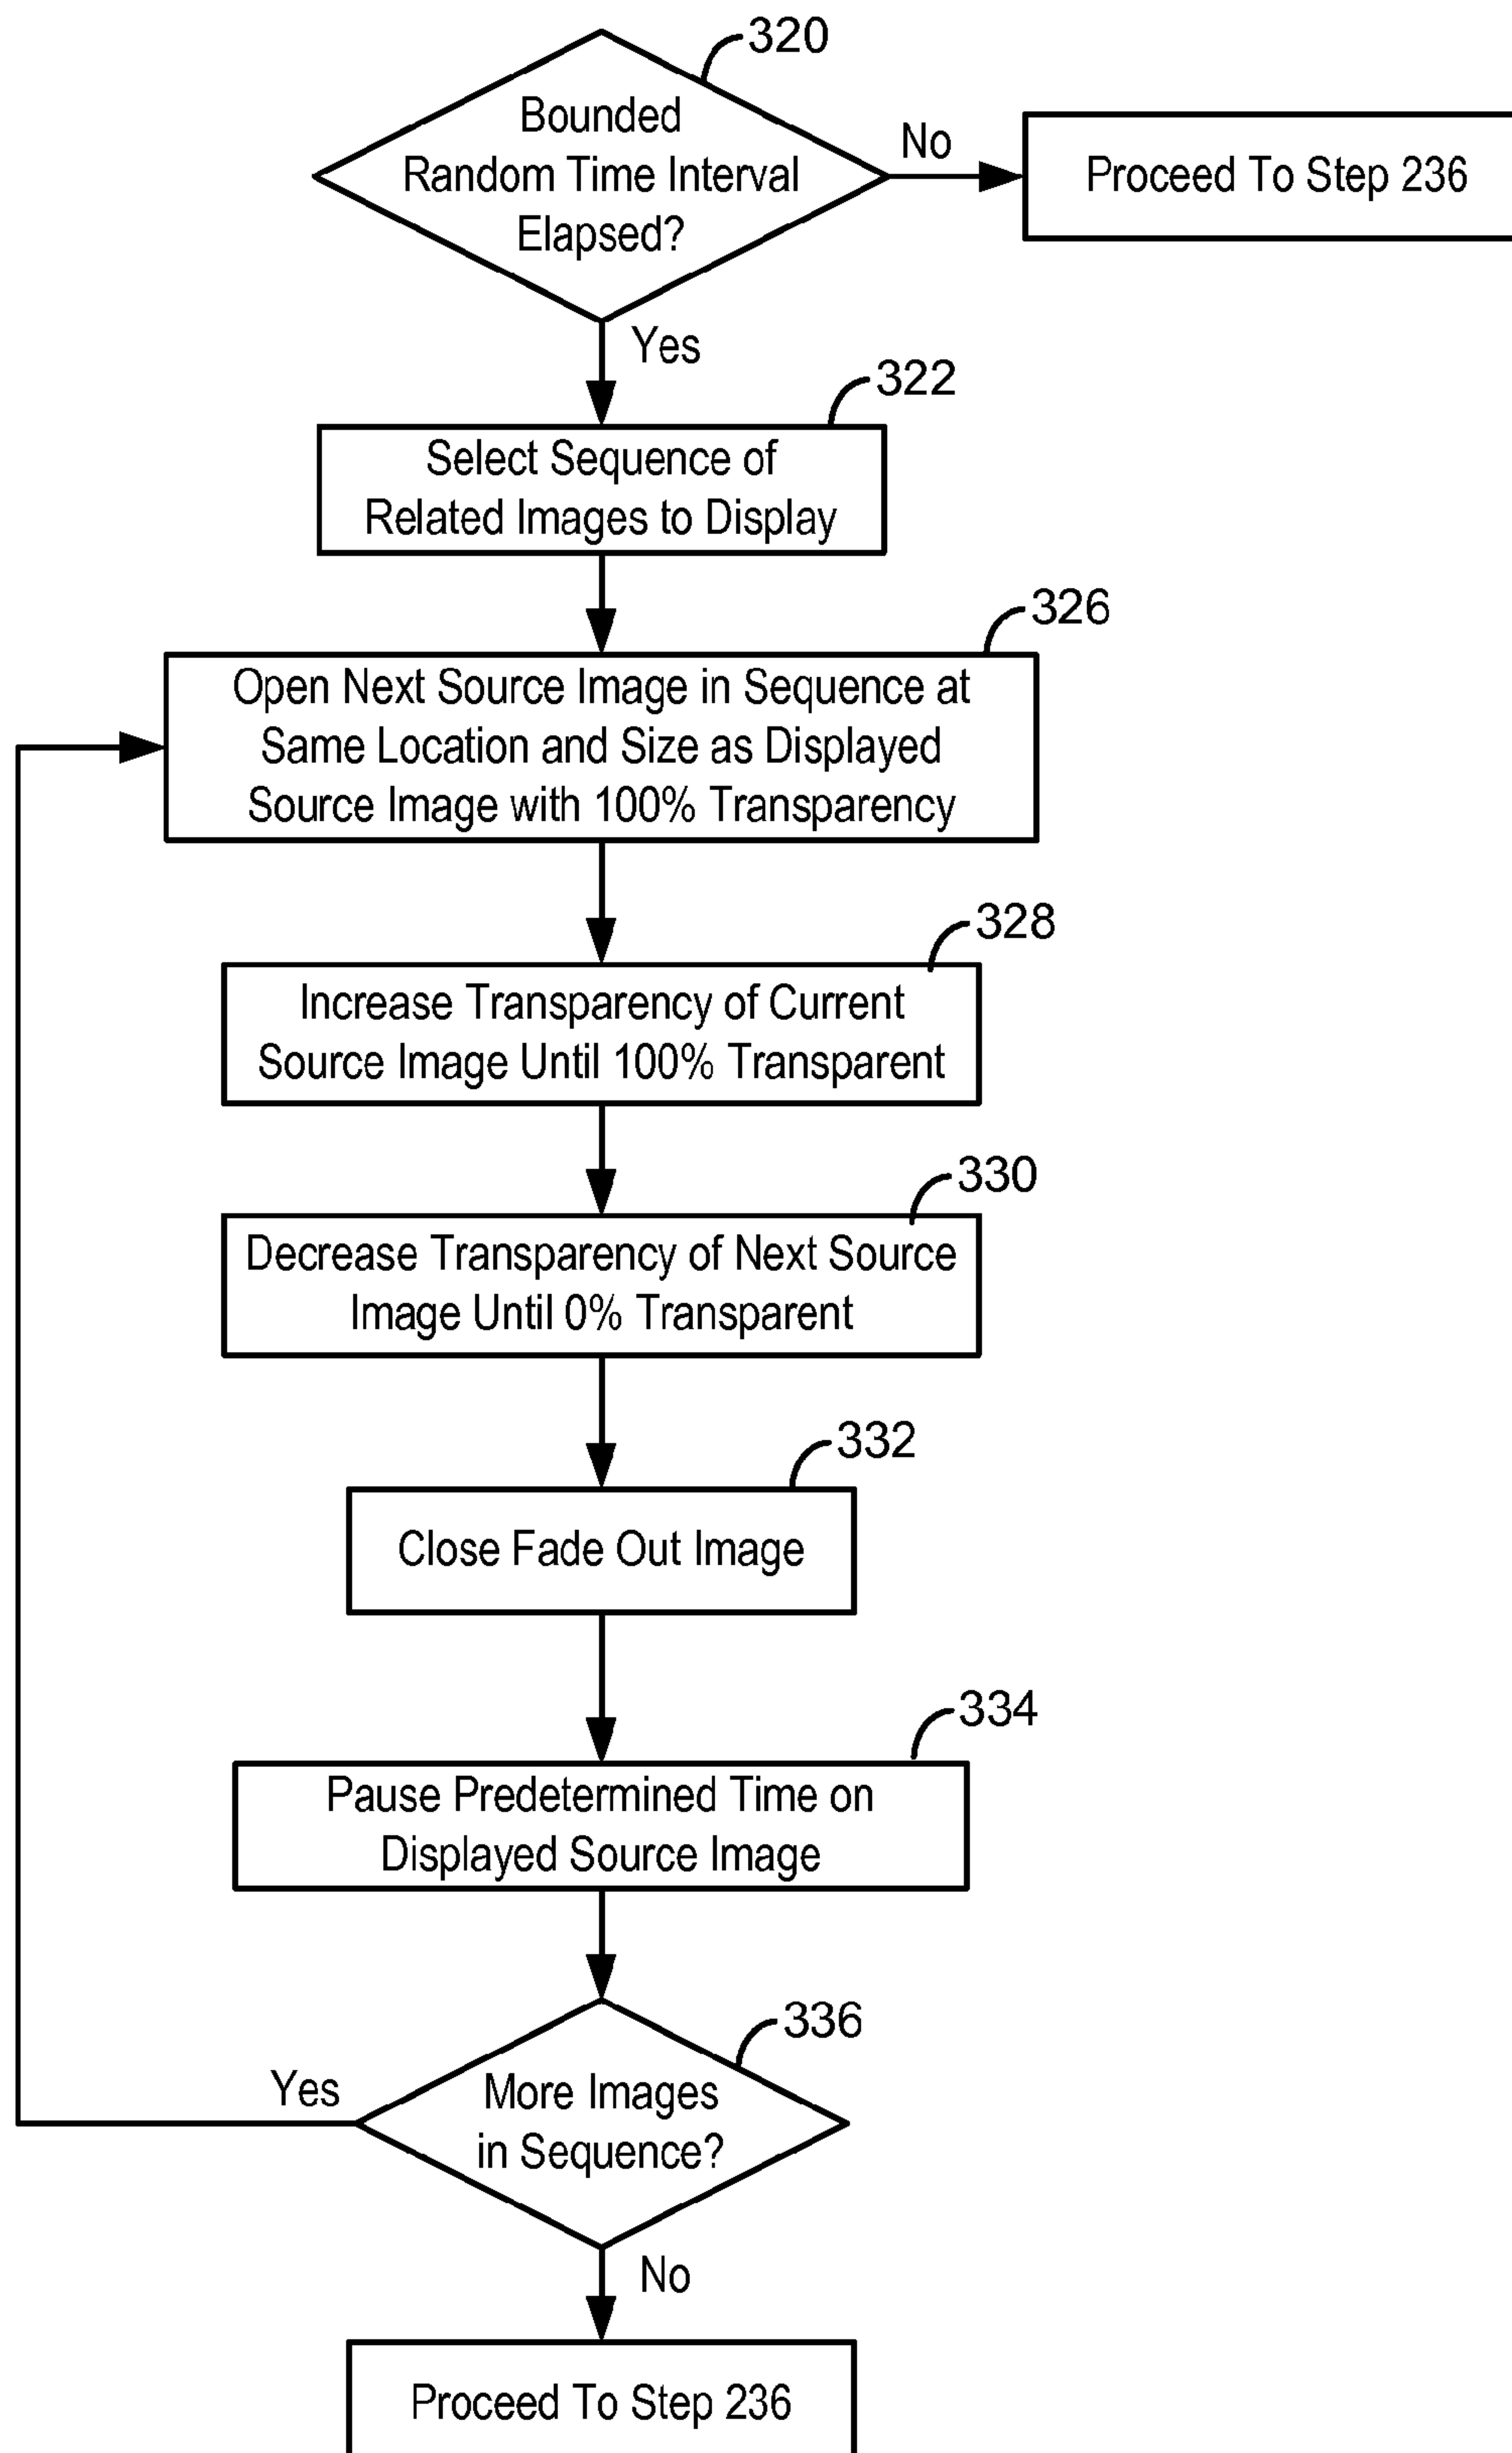 320
Bounded
Random Time Interval
Elapsed?
No
Proceed To Step 236
Yes
322
Select Sequence of
Related Images to Display
326
Open Next Source Image in Sequence at
Same Location and Size as Displayed
Source Image with 100% Transparency
328
Increase Transparency of Current
Source Image Until 100% Transparent
330
Decrease Transparency of Next Source
Image Until 0% Transparent
332
Close Fade Out Image
334
Pause Predetermined Time on
Displayed Source Image
336
Yes
More Images
in Sequence?
No
Proceed To Step 236